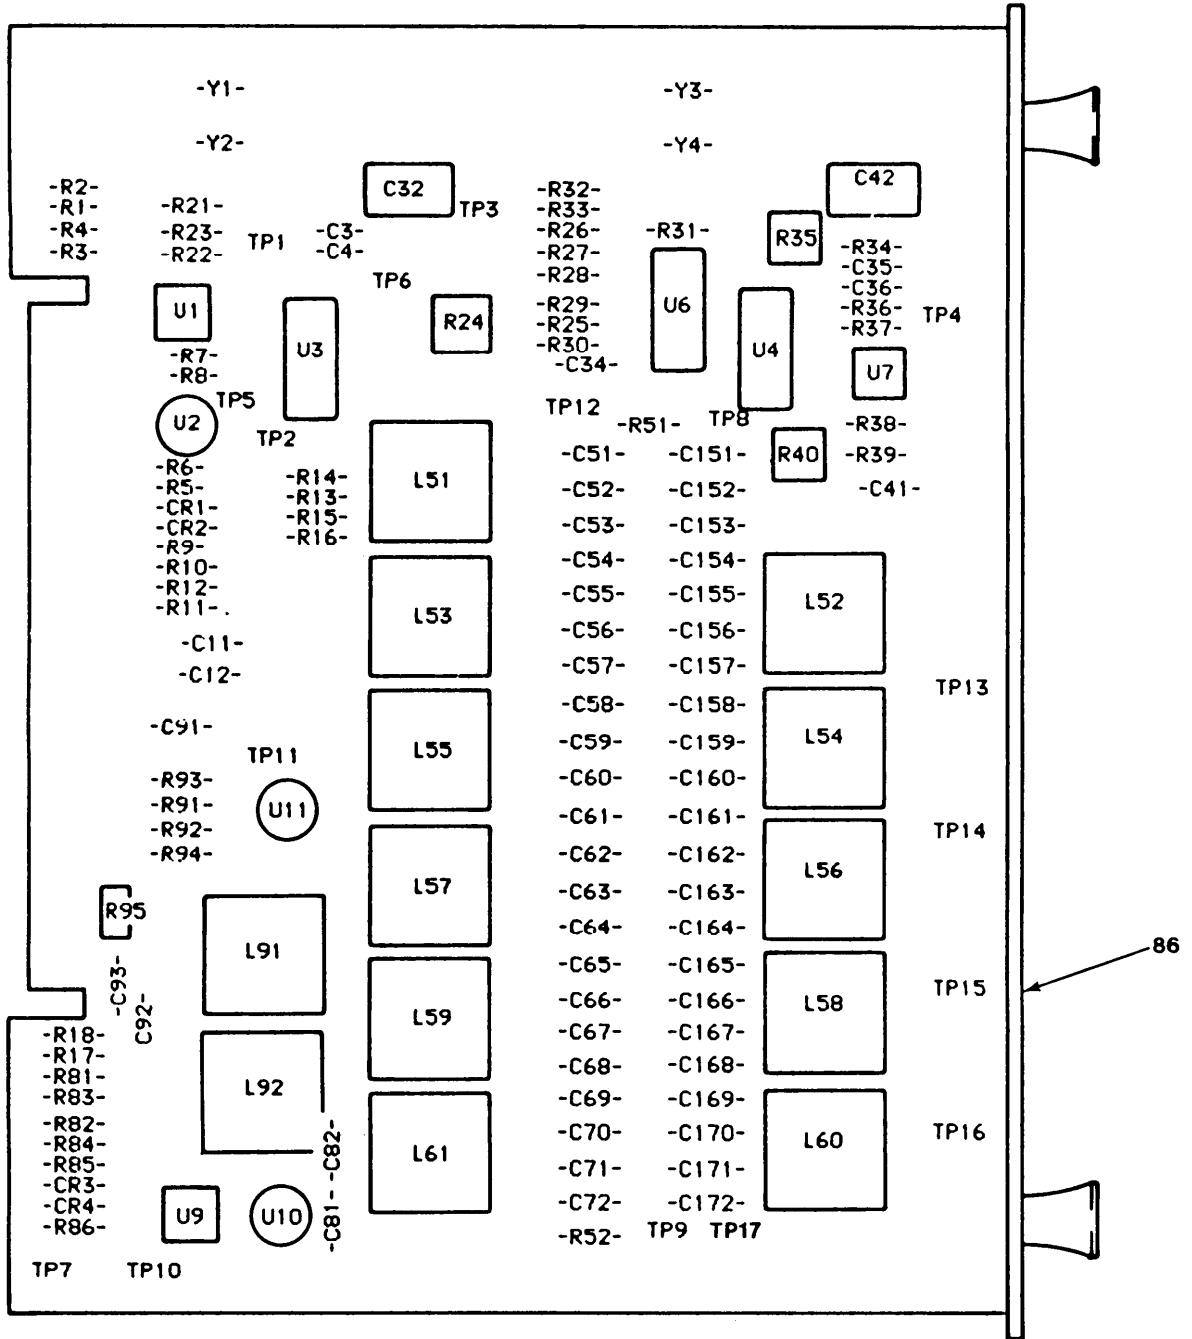 -Y1- -Y3-
-Y2- -Y4-
C32 C42
-R2- -R32-
-R1- -R21- TP3 -R33-
-R4- -R23- TP1 -C3- -R26- -R31- R35
-R3- -R22- -C4- -R27- -R34-
TP6 -R28- -C35-
-C36-
U1 -R29- U6 -R36- TP4
R24 -R25- -R37-
U3 -R30- U4
-R7- -C34- U7
-R8-
TP5 TP12 TP8
U2 TP2 -R51- -R38-
-C51- -C151- R40 -R39-
-R6- -R14- L51 -C52- -C152- -C41-
-R5- -R13-
-CR1- -R15- -C53- -C153-
-CR2- -R16-
-R9- -C54- -C154-
-R10-
-R12- -C55- -C155- L52
-R11-
L53 -C56- -C156-
-C11-
-C12- -C57- -C157-
TP13
-C58- -C158-
-C91- L55 -C59- -C159- L54
TP11
-R93- -C60- -C160-
-R91- U11 -C61- -C161-
-R92- TP14
-R94- -C62- -C162-
L57 -C63- -C163- L56
R95 -C64- -C164-
L91 -C65- -C165- 86
-C93- TP15
C92- L59 -C66- -C166- L58
-R18- -C67- -C167-
-R17- -C68- -C168-
-R81- L92
-R83- -C69- -C169-
-R82- -C70- -C170- TP16
-R84- -C82- L61 L60
-R85- -C71- -C171-
-CR3-
-CR4- -C72- -C172-
-R86- U9 U10 -C81- -R52- TP9 TP17
TP7 TP10